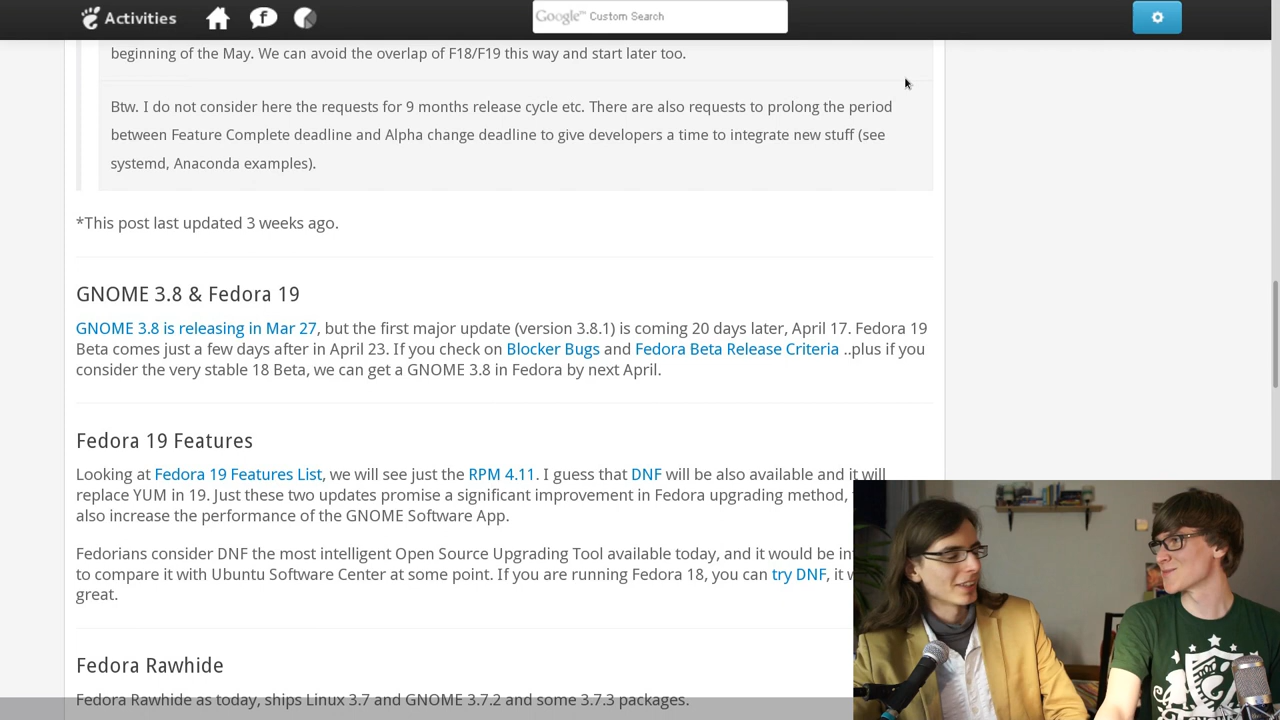 Activities
Google™ Custom Search
beginning of the May. We can avoid the overlap of F18/F19 this way and start later too.
Btw. I do not consider here the requests for 9 months release cycle etc. There are also requests to prolong the period
between Feature Complete deadline and Alpha change deadline to give developers a time to integrate new stuff (see
systemd, Anaconda examples).
*This post last updated 3 weeks ago.
GNOME 3.8 & Fedora 19
GNOME 3.8 is releasing in Mar 27, but the first major update (version 3.8.1) is coming 20 days later, April 17. Fedora 19
Beta comes just a few days after in April 23. If you check on Blocker Bugs and Fedora Beta Release Criteria ..plus if you
consider the very stable 18 Beta, we can get a GNOME 3.8 in Fedora by next April.
Fedora 19 Features
Looking at Fedora 19 Features List, we will see just the RPM 4.11. I guess that DNF will be also available and it will
replace YUM in 19. Just these two updates promise a significant improvement in Fedora upgrading method,
also increase the performance of the GNOME Software App.
Fedorians consider DNF the most intelligent Open Source Upgrading Tool available today, and it would be
to compare it with Ubuntu Software Center at some point. If you are running Fedora 18, you can try DNF, it
great.
Fedora Rawhide
Fedora Rawhide as today, ships Linux 3.7 and GNOME 3.7.2 and some 3.7.3 packages.